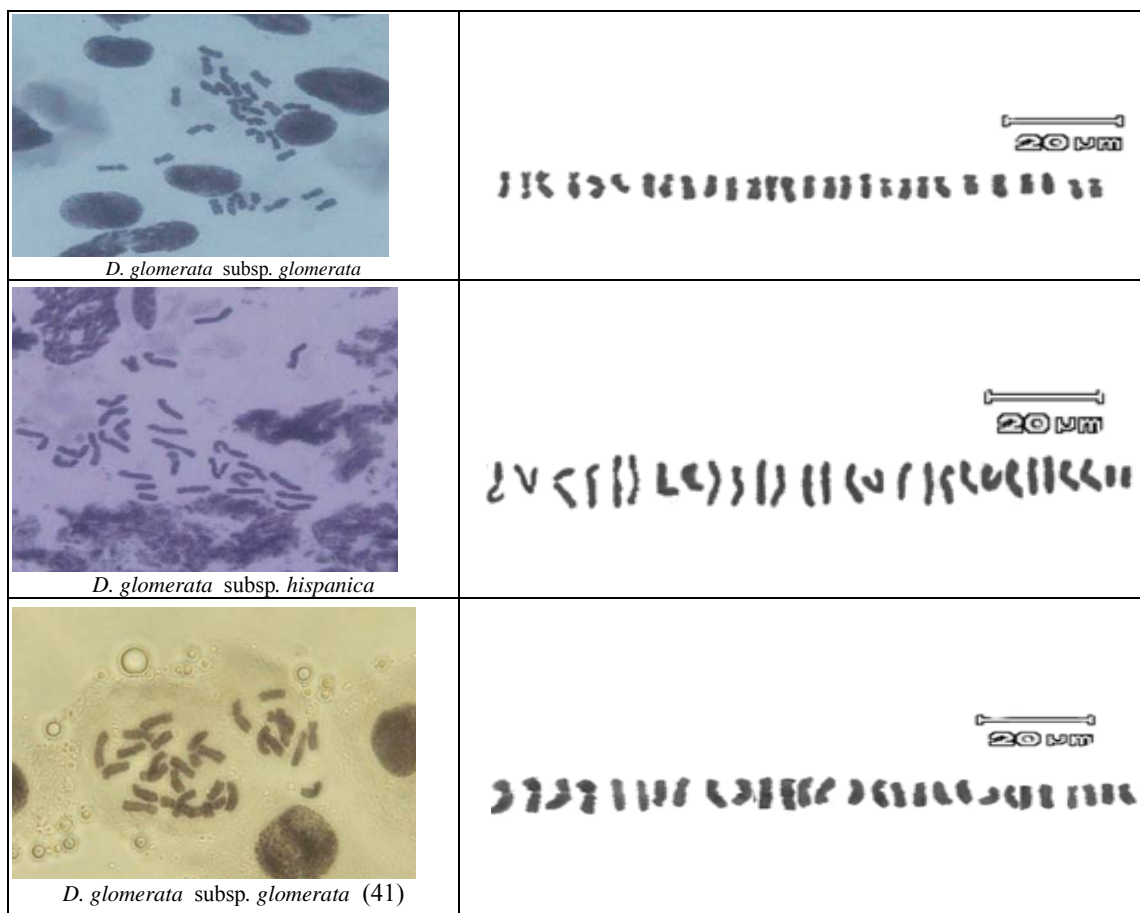 20 µm
D. glomerata subsp. glomerata
20 µm
D. glomerata subsp. hispanica
20 µm
D. glomerata subsp. glomerata (41)